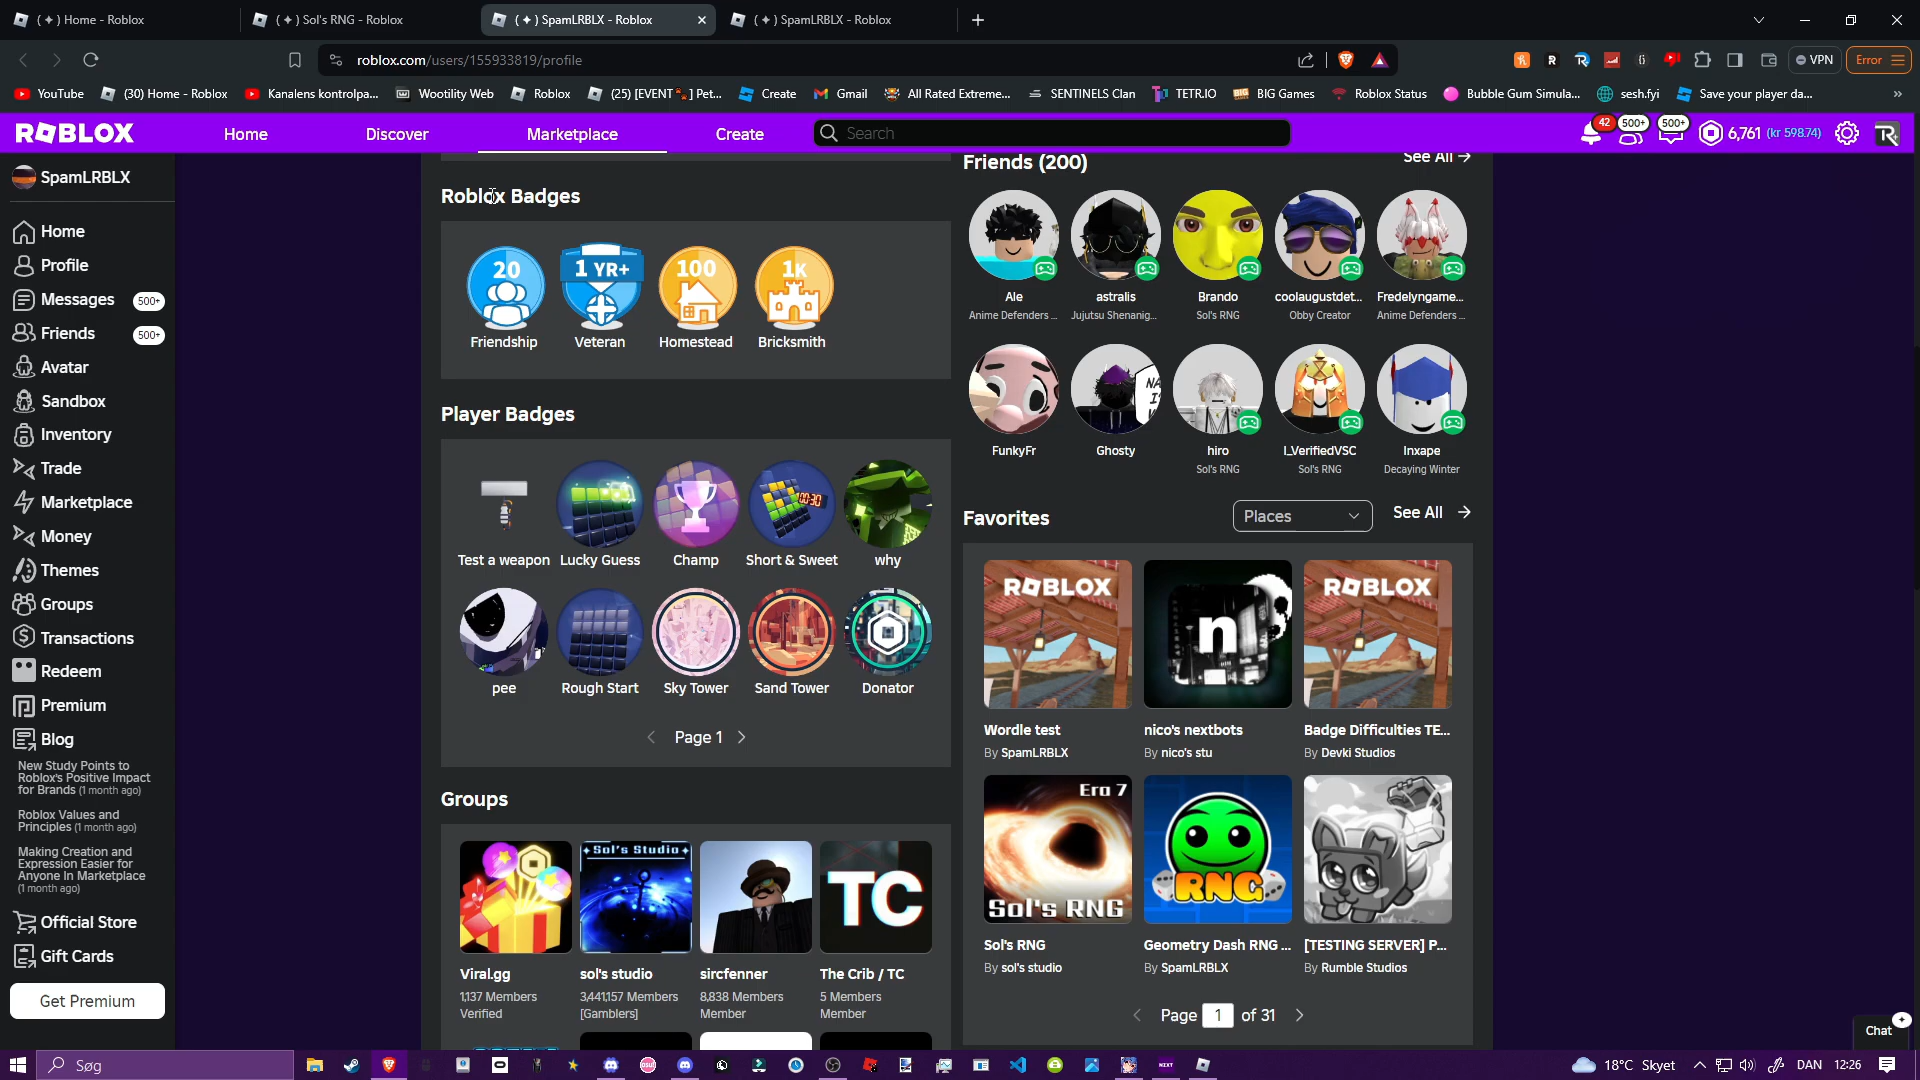 ( ✦ ) Home - Roblox
( ✦ ) Sol's RNG - Roblox
( ✦ ) SpamLRBLX - Roblox
( ✦ ) SpamLRBLX - Roblox
roblox.com/users/155933819/profile
VPN
Error
YouTube
(30) Home - Roblox
Kanalens kontrolpa...
Wootility Web
Roblox
(25) [EVENT🐾] Pet...
Create
Gmail
All Rated Extreme...
SENTINELS Clan
TETR.IO
BIG Games
Roblox Status
Bubble Gum Simula...
sesh.fyi
Save your player da...
ROBLOX
Home
Discover
Marketplace
Create
Search
42
500+
500+
6,761 (kr 598.74)
SpamLRBLX
Home
Profile
Messages
500+
Friends
500+
Avatar
Sandbox
Inventory
Trade
Marketplace
Money
Themes
Groups
Transactions
Redeem
Premium
Blog
New Study Points to
Roblox's Positive Impact
for Brands (1 month ago)
Roblox Values and
Principles (1 month ago)
Making Creation and
Expression Easier for
Anyone In Marketplace
(1 month ago)
Official Store
Gift Cards
Get Premium
Roblox Badges
20
1 YR+
100
1K
Friendship
Veteran
Homestead
Bricksmith
Player Badges
00:30
Test a weapon
Lucky Guess
Champ
Short & Sweet
why
pee
Rough Start
Sky Tower
Sand Tower
Donator
Page 1
Groups
Sol's Studio
TC
Viral.gg
1,137 Members
Verified
sol's studio
3,441,157 Members
[Gamblers]
sircfenner
8,838 Members
Member
The Crib / TC
5 Members
Member
Friends (200)
See All
Ale
Anime Defenders ...
astralis
Jujutsu Shenanig...
Brando
Sol's RNG
coolaugustdet...
Obby Creator
Fredelyngame...
Anime Defenders ...
FunkyFr
Ghosty
hiro
Sol's RNG
I_VerifiedVSC
Sol's RNG
Inxape
Decaying Winter
Favorites
Places
See All
ROBLOX
n
ROBLOX
Wordle test
By SpamLRBLX
nico's nextbots
By nico's stu
Badge Difficulties TE...
By Devki Studios
Era 7
Sol's RNG
RNG
Sol's RNG
By sol's studio
Geometry Dash RNG ...
By SpamLRBLX
[TESTING SERVER] P...
By Rumble Studios
Page 1 of 31
Chat
Søg
18°C Skyet
DAN
12:26